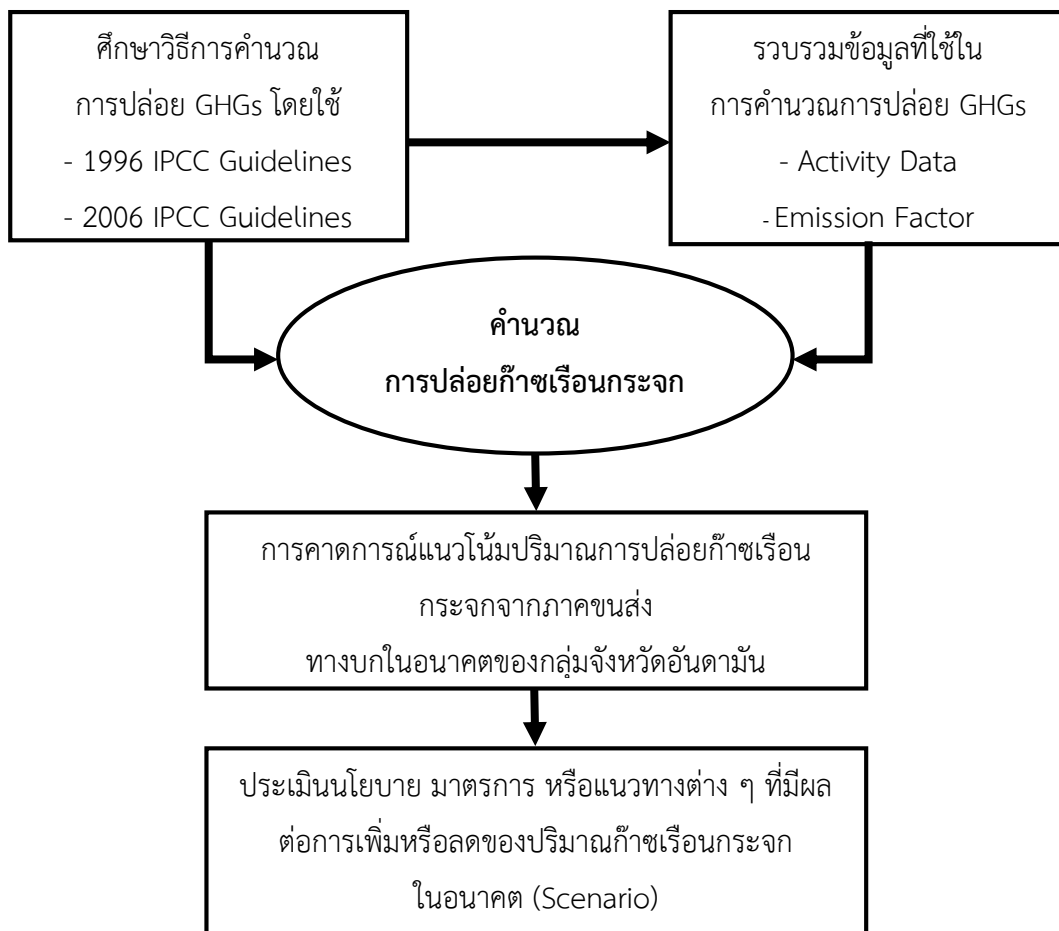 ศึกษาวิธีการคำนวณ
การปล่อย GHGs โดยใช้
- 1996 IPCC Guidelines
- 2006 IPCC Guidelines
รวบรวมข้อมูลที่ใช้ใน
การคำนวณการปล่อย GHGs
- Activity Data
- Emission Factor
คำนวณ
การปล่อยก๊าซเรือนกระจก
การคาดการณ์แนวโน้มปริมาณการปล่อยก๊าซเรือน
กระจกจากภาคขนส่ง
ทางบกในอนาคตของกลุ่มจังหวัดอันดามัน
ประเมินนโยบาย มาตรการ หรือแนวทางต่าง ๆ ที่มีผล
ต่อการเพิ่มหรือลดของปริมาณก๊าซเรือนกระจก
ในอนาคต (Scenario)